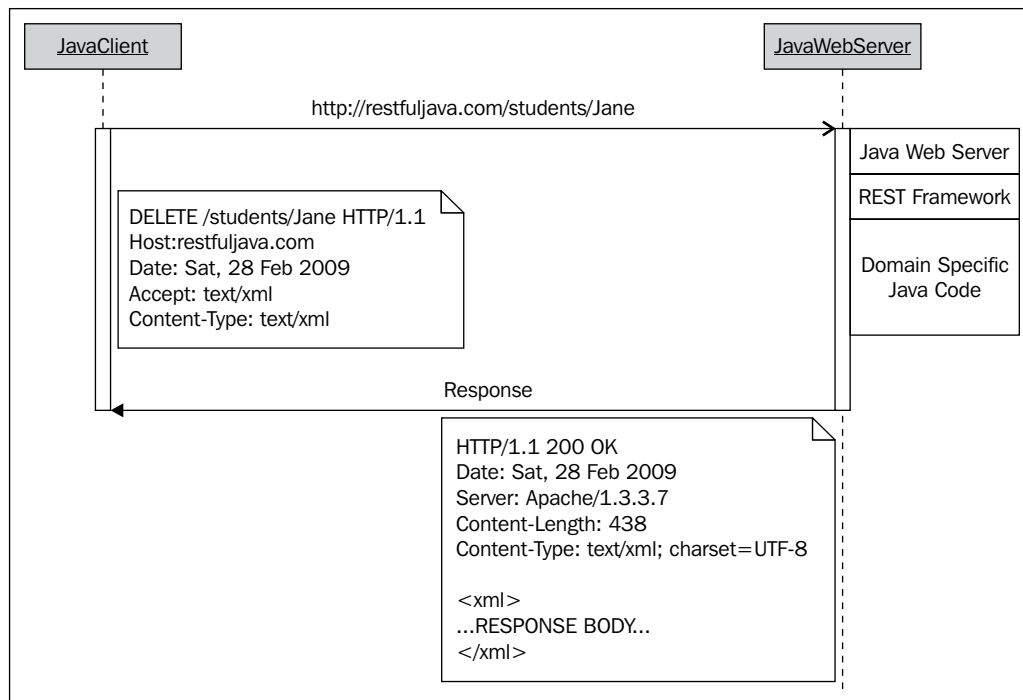 JavaClient
JavaWebServer
http://restfuljava.com/students/Jane
Java Web Server
REST Framework
Domain Specific
Java Code
DELETE /students/Jane HTTP/1.1
Host:restfuljava.com
Date: Sat, 28 Feb 2009
Accept: text/xml
Content-Type: text/xml
Response
HTTP/1.1 200 OK
Date: Sat, 28 Feb 2009
Server: Apache/1.3.3.7
Content-Length: 438
Content-Type: text/xml; charset=UTF-8
<xml>
...RESPONSE BODY...
</xml>